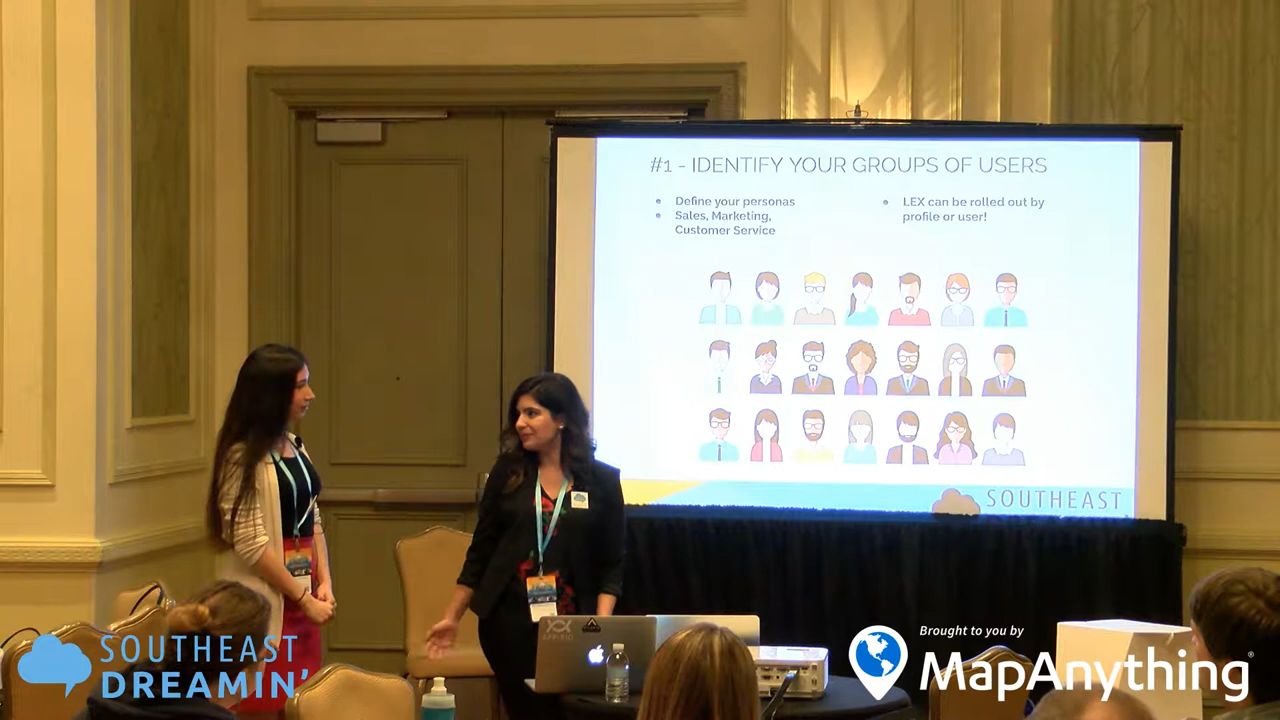 #1 - IDENTIFY YOUR GROUPS OF USERS
Define your personas
Sales, Marketing,
Customer Service
LEX can be rolled out by
profile or user!
SOUTHEAST
SOUTHEAST
DREAMIN'
Brought to you by
MapAnything®